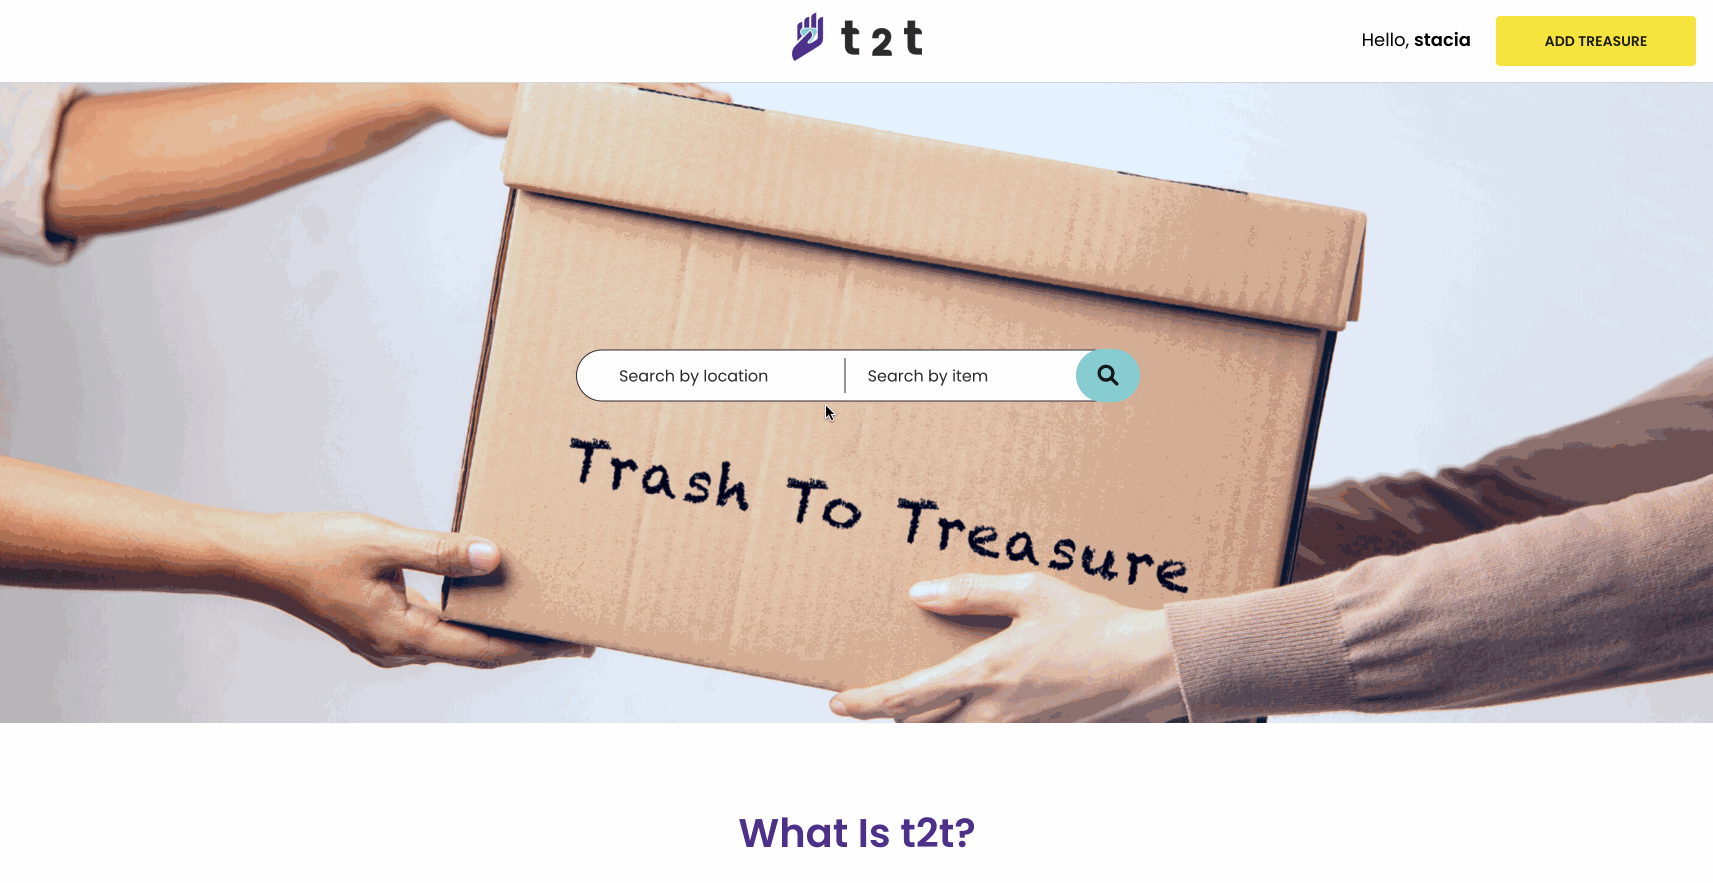 t2t
Hello, stacia
ADD TREASURE
Search by location
Search by item
Trash To Treasure
What Is t2t?